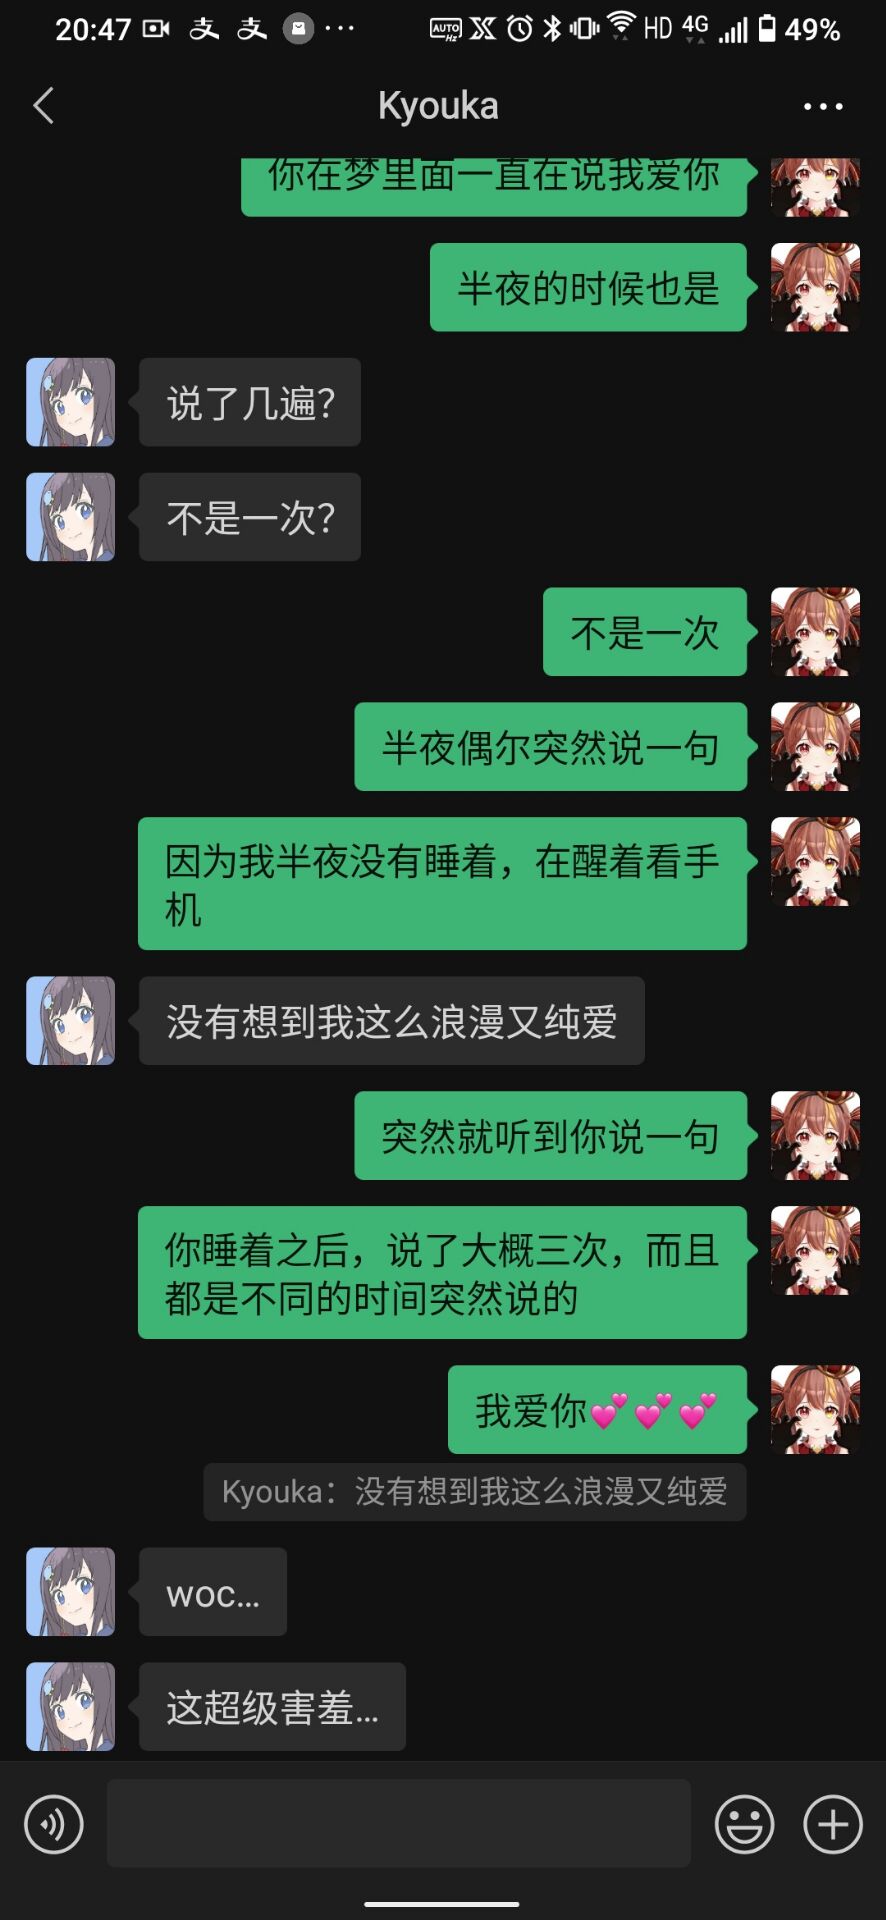 20:47 支 支 ··· AUTO Hz HD 4G 49%
Kyouka
你在梦里面一直在说我爱你
半夜的时候也是
说了几遍？
不是一次？
不是一次
半夜偶尔突然说一句
因为我半夜没有睡着，在醒着看手
机
没有想到我这么浪漫又纯爱
突然就听到你说一句
你睡着之后，说了大概三次，而且
都是不同的时间突然说的
我爱你💕💕💕
Kyouka：没有想到我这么浪漫又纯爱
woc...
这超级害羞...